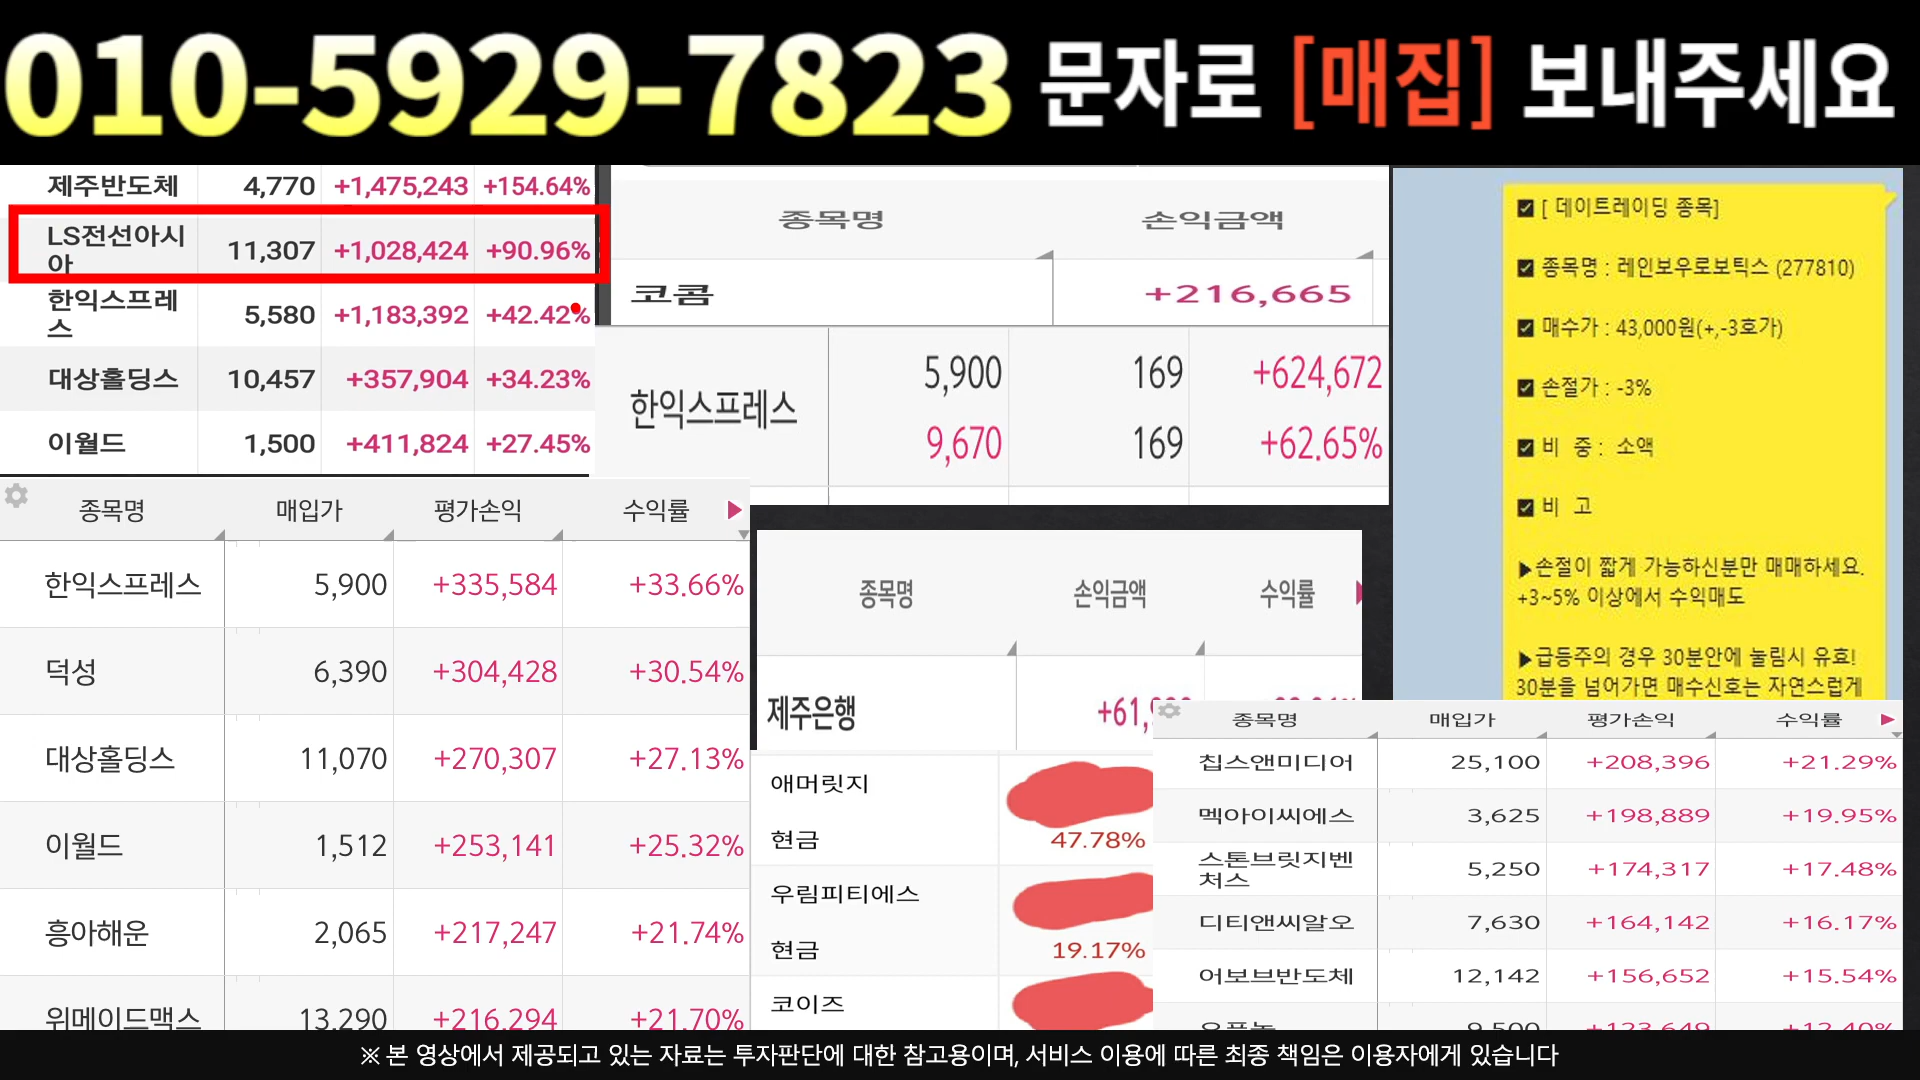 010-5929-7823 문자로 [매집] 보내주세요
제주반도체 4,770 +1,475,243 +154.64%
LS전선아시
아 11,307 +1,028,424 +90.96%
한익스프레
스 5,580 +1,183,392 +42.42%
대상홀딩스 10,457 +357,904 +34.23%
이월드 1,500 +411,824 +27.45%
종목명 손익금액
코콤 +216,665
한익스프레스
5,900 169 +624,672
9,670 169 +62.65%
☑ [ 데이트레이딩 종목]
☑ 종목명 : 레인보우로보틱스 (277810)
☑ 매수가 : 43,000원(+,-3호가)
☑ 손절가 : -3%
☑ 비 중 : 소액
☑ 비 고
▶손절이 짧게 가능하신분만 매매하세요.
+3~5% 이상에서 수익매도
▶급등주의 경우 30분안에 눌림시 유효!
30분을 넘어가면 매수신호는 자연스럽게
종목명 매입가 평가손익 수익률
한익스프레스 5,900 +335,584 +33.66%
덕성 6,390 +304,428 +30.54%
대상홀딩스 11,070 +270,307 +27.13%
이월드 1,512 +253,141 +25.32%
흥아해운 2,065 +217,247 +21.74%
위메이드맥스 13,290 +216,294 +21.70%
종목명 손익금액 수익률
제주은행 +61,
애머릿지
현금 47.78%
우림피티에스
현금 19.17%
코이즈
종목명 매입가 평가손익 수익률
칩스앤미디어 25,100 +208,396 +21.29%
멕아이씨에스 3,625 +198,889 +19.95%
스톤브릿지벤
처스 5,250 +174,317 +17.48%
디티앤씨알오 7,630 +164,142 +16.17%
어보브반도체 12,142 +156,652 +15.54%
9,500 +123,649 +12.40%
※ 본 영상에서 제공되고 있는 자료는 투자판단에 대한 참고용이며, 서비스 이용에 따른 최종 책임은 이용자에게 있습니다